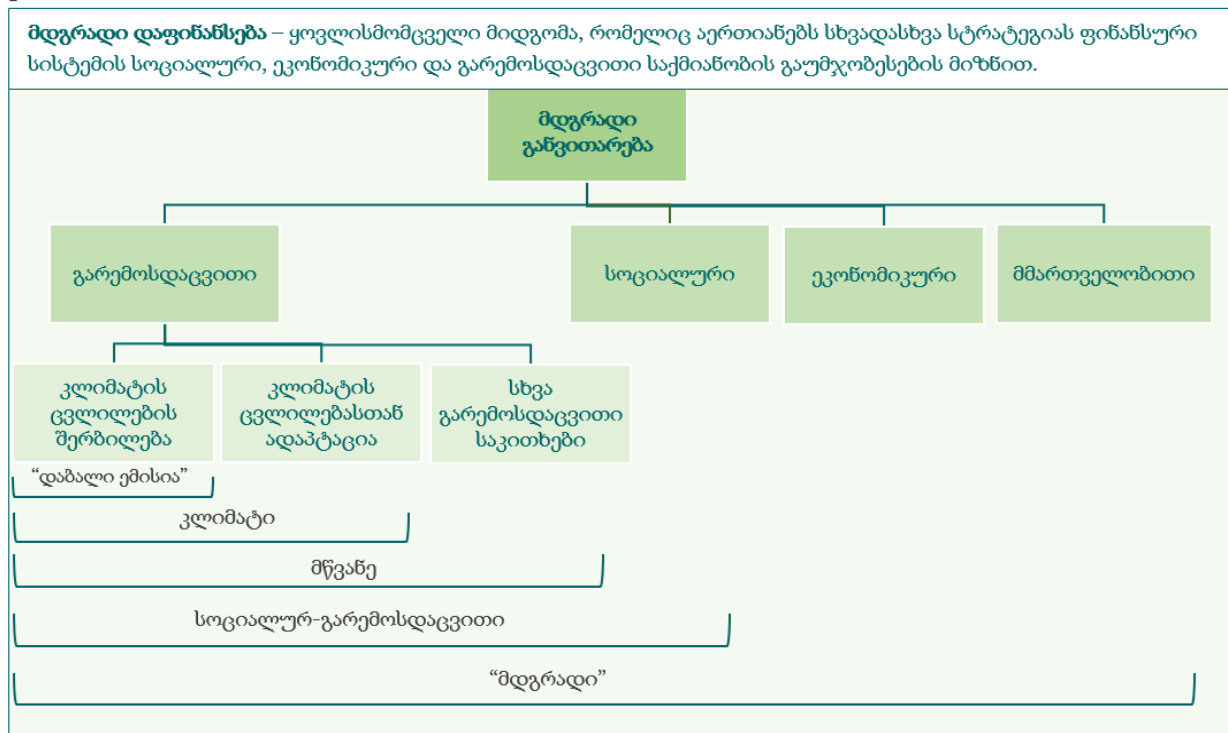 მდგრადი დაფინანსება – ყოვლისმომცველი მიდგომა, რომელიც აერთიანებს სხვადასხვა სტრატეგიას ფინანსური
სისტემის სოციალური, ეკონომიკური და გარემოსდაცვითი საქმიანობის გაუმჯობესების მიზნით.
მდგრადი
განვითარება
გარემოსდაცვითი
სოციალური
ეკონომიკური
მმართველობითი
კლიმატის
ცვლილების
შერბილება
კლიმატის
ცვლილებასთან
ადაპტაცია
სხვა
გარემოსდაცვითი
საკითხები
“დაბალი ემისია”
კლიმატი
მწვანე
სოციალურ-გარემოსდაცვითი
“მდგრადი”